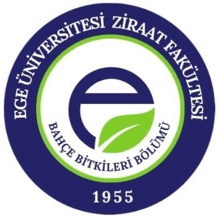 EGE ÜNİVERSİTESİ ZİRAAT FAKÜLTESİ
e
BAHÇE BİTKİLERİ BÖLÜMÜ
1955